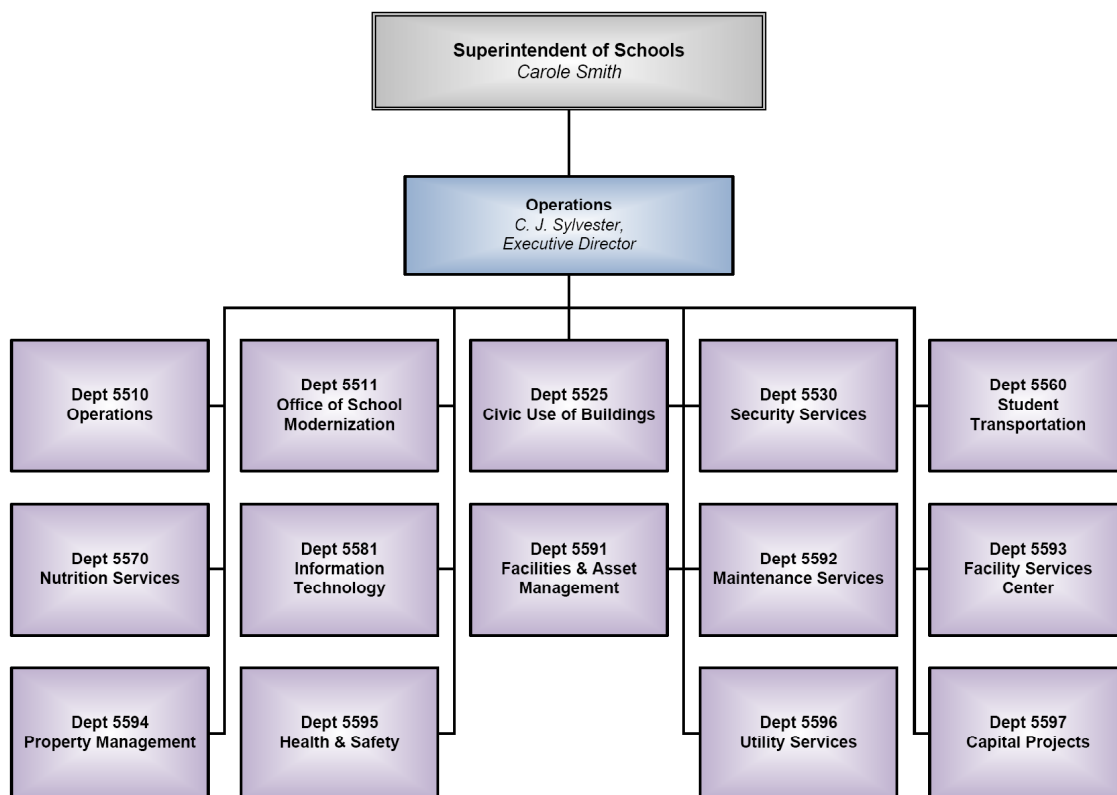 Superintendent of Schools
Carole Smith
Operations
C. J. Sylvester,
Executive Director
Dept 5510
Operations
Dept 5511
Office of School
Modernization
Dept 5525
Civic Use of Buildings
Dept 5530
Security Services
Dept 5560
Student
Transportation
Dept 5570
Nutrition Services
Dept 5581
Information
Technology
Dept 5591
Facilities & Asset
Management
Dept 5592
Maintenance Services
Dept 5593
Facility Services
Center
Dept 5594
Property Management
Dept 5595
Health & Safety
Dept 5596
Utility Services
Dept 5597
Capital Projects